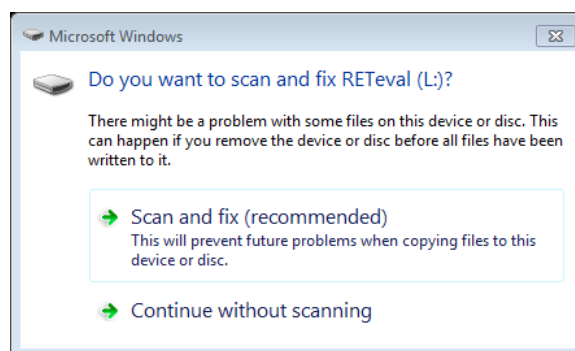 Microsoft Windows
Do you want to scan and fix RETeval (L:)?
There might be a problem with some files on this device or disc. This
can happen if you remove the device or disc before all files have been
written to it.
Scan and fix (recommended)
This will prevent future problems when copying files to this
device or disc.
Continue without scanning